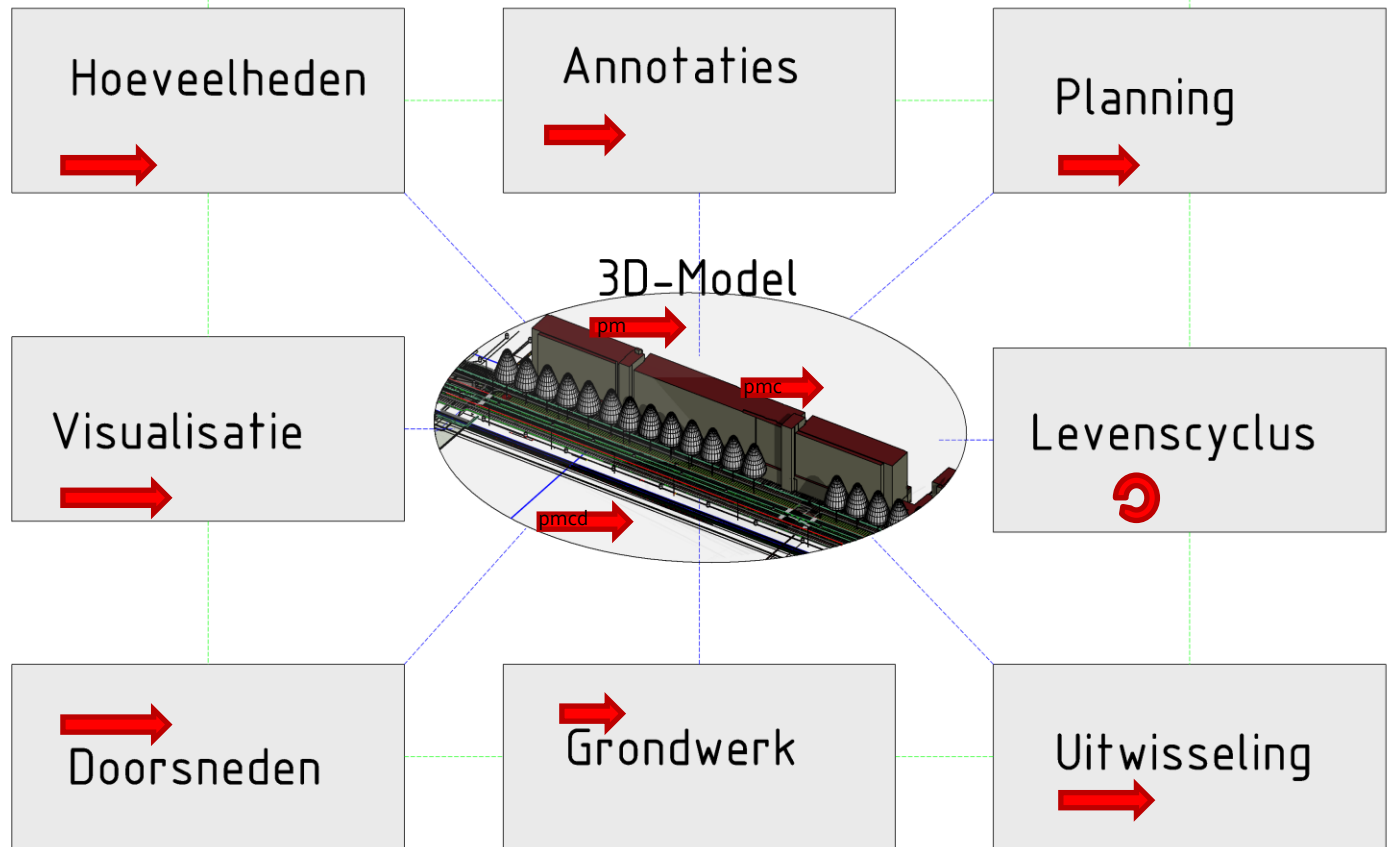 Hoeveelheden
Annotaties
Planning
3D-Model
pm
pmc
Visualisatie
Levenscyclus
pmcd
Doorsneden
Grondwerk
Uitwisseling